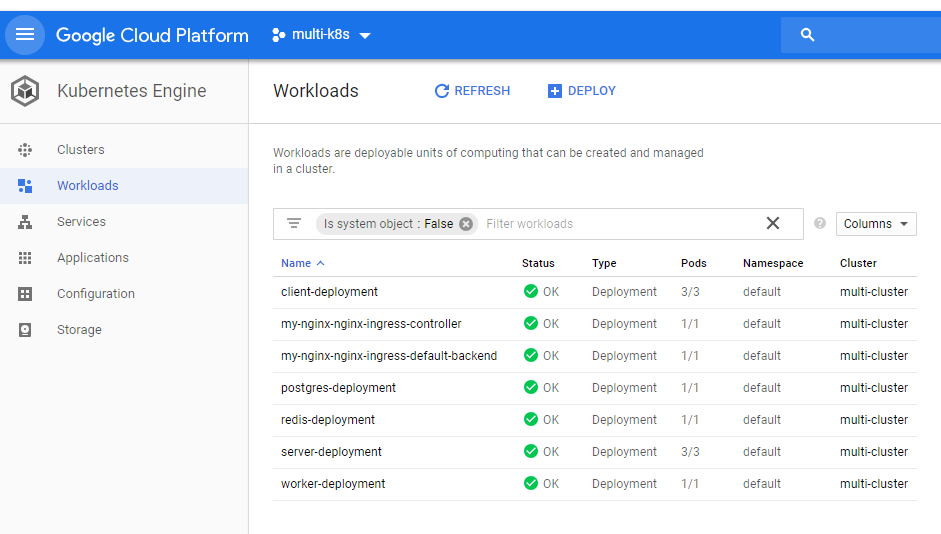 Google Cloud Platform multi-k8s
Kubernetes Engine
Workloads REFRESH DEPLOY
Clusters
Workloads
Services
Applications
Configuration
Storage
Workloads are deployable units of computing that can be created and managed
in a cluster.
Is system object : False Filter workloads Columns
Name Status Type Pods Namespace Cluster
client-deployment OK Deployment 3/3 default multi-cluster
my-nginx-nginx-ingress-controller OK Deployment 1/1 default multi-cluster
my-nginx-nginx-ingress-default-backend OK Deployment 1/1 default multi-cluster
postgres-deployment OK Deployment 1/1 default multi-cluster
redis-deployment OK Deployment 1/1 default multi-cluster
server-deployment OK Deployment 3/3 default multi-cluster
worker-deployment OK Deployment 1/1 default multi-cluster